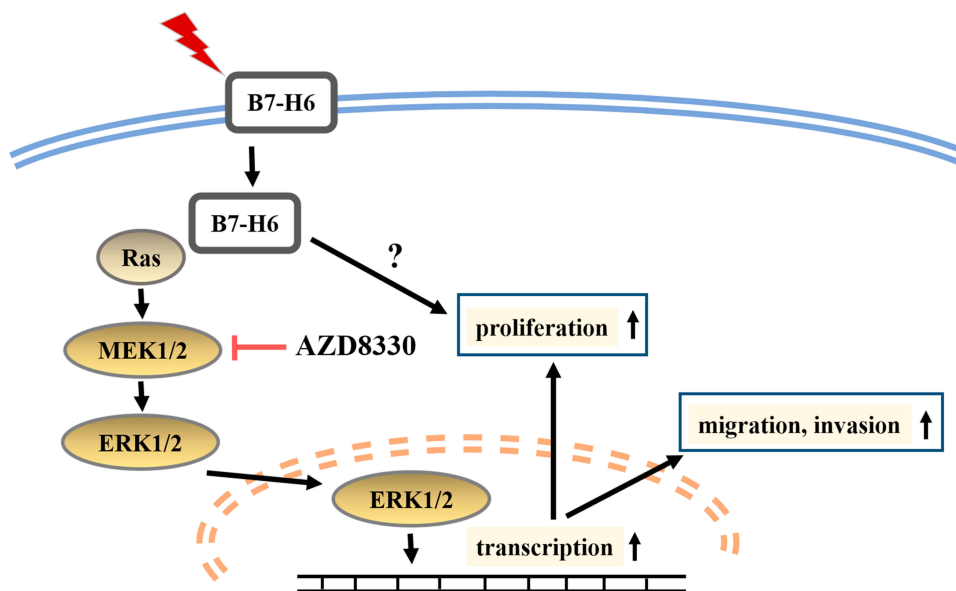 B7-H6
B7-H6
Ras
?
proliferation
MEK1/2
AZD8330
migration, invasion
ERK1/2
ERK1/2
transcription